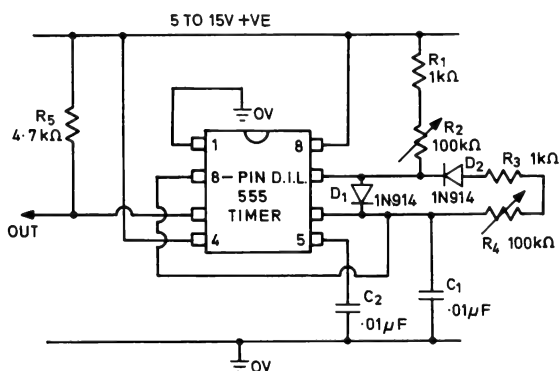 5 TO 15V +VE
R1
1kΩ
R5
4.7kΩ
0V
1
8
R2
100kΩ
8-PIN D.I.L.
555
TIMER
D1
1N914
D2
1N914
R3 1kΩ
OUT
4
5
R4 100kΩ
C2
.01µF
C1
.01µF
0V